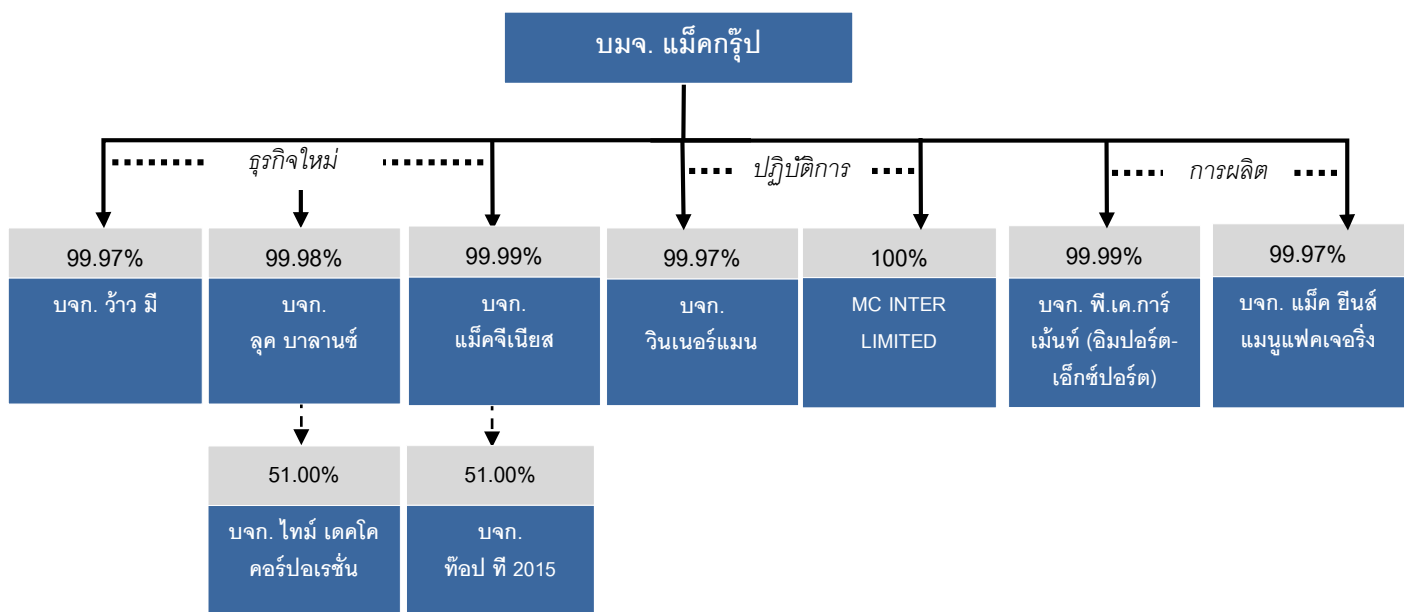 บมจ. แม็คกรุ๊ป
ธุรกิจใหม่
ปฏิบัติการ
การผลิต
99.97%
บจก. ว้าว มี
99.98%
บจก.
ลุค บาลานซ์
99.99%
บจก.
แม็คจีเนียส
99.97%
บจก.
วินเนอร์แมน
100%
MC INTER
LIMITED
99.99%
บจก. พี.เค.การ์
เม้นท์ (อิมปอร์ต-
เอ็กซ์ปอร์ต)
99.97%
บจก. แม็ค ยีนส์
แมนูแฟคเจอริ่ง
51.00%
บจก. ไทม์ เดคโค
คอร์ปอเรชั่น
51.00%
บจก.
ท๊อป ที 2015